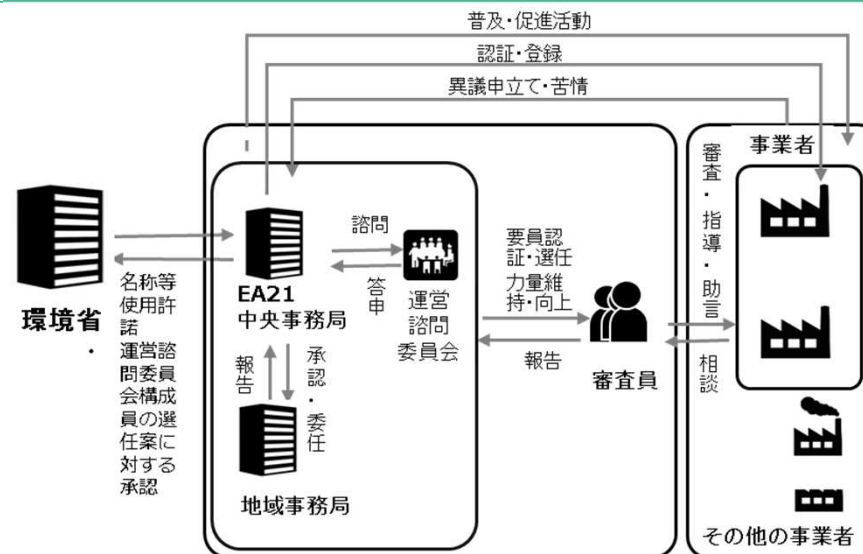 普及・促進活動
認証・登録
異議申立て・苦情
事業者
審査・指導・助言
諮問
答申
要員認
証・選任
力量維
持・向上
EA21
中央事務局
運営
諮問
委員会
環境省
名称等
使用許
諾
・
運営諮
問委員
会構成
員の選
任案に
対する
承認
報告
承認・委任
報告
審査員
相談
地域事務局
その他の事業者